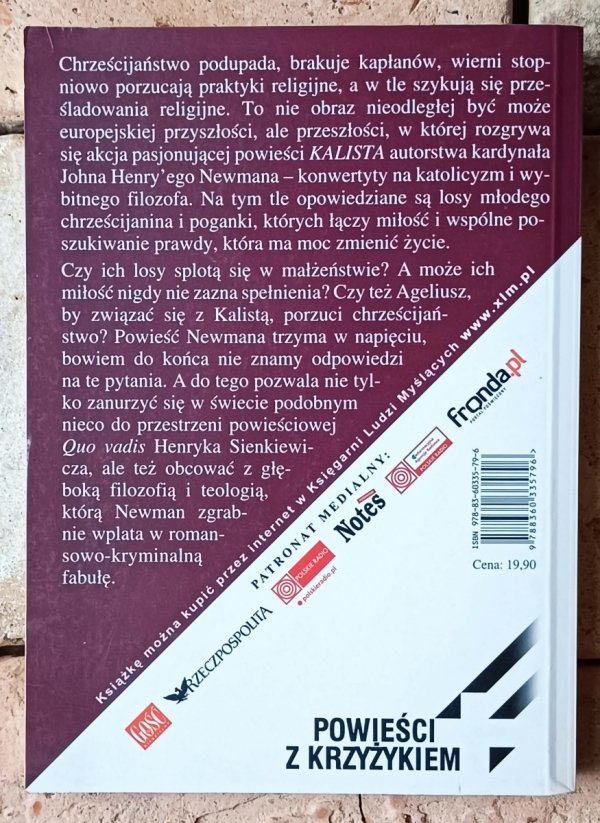 Chrześcijaństwo podupada, brakuje kapłanów, wierni stop-
niowo porzucają praktyki religijne, a w tle szykują się prze-
śladowania religijne. To nie obraz nieodległej być może
europejskiej przyszłości, ale przeszłości, w której rozgrywa
się akcja pasjonującej powieści KALISTA autorstwa kardynała
Johna Henry'ego Newmana – konwertyty na katolicyzm i wy-
bitnego filozofa. Na tym tle opowiedziane są losy młodego
chrześcijanina i poganki, których łączy miłość i wspólne po-
szukiwanie prawdy, która ma moc zmienić życie.
Czy ich losy splotą się w małżeństwie? A może ich
miłość nigdy nie zazna spełnienia? Czy też Ageliusz,
by związać się z Kalistą, porzuci chrześcijań-
stwo? Powieść Newmana trzyma w napięciu,
bowiem do końca nie znamy odpowiedzi
na te pytania. A do tego pozwala nie tyl-
ko zanurzyć się w świecie podobnym
nieco do przestrzeni powieściowej
Quo vadis Henryka Sienkiewi-
cza, ale też obcować z głę-
boką filozofią i teologią,
którą Newman zgrab-
nie wplata w roman-
sowo-kryminalną
fabułę.
Książkę można kupić przez internet w Księgarni Ludzi Myślących www.xlm.pl
PATRONAT MEDIALNY:
GOŚĆ
RZECZPOSPOLITA
POLSKIE RADIO
polskieradio.pl
Notes
POLSKIE RADIO
fronda.pl
PORTAL POŚWIĘCONY
ISBN 978-83-60335-79-6
9 788360 335796 >
Cena: 19,90
POWIEŚCI
Z KRZYŻYKIEM